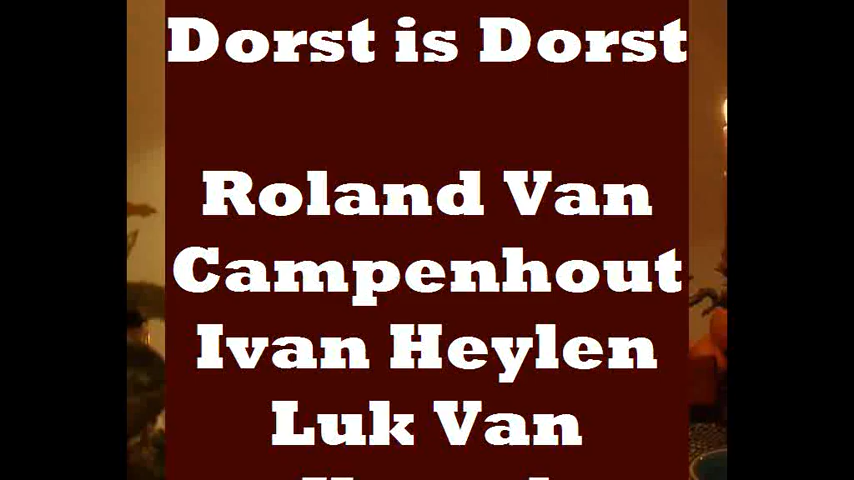 Dorst is Dorst
Roland Van
Campenhout
Ivan Heylen
Luk Van